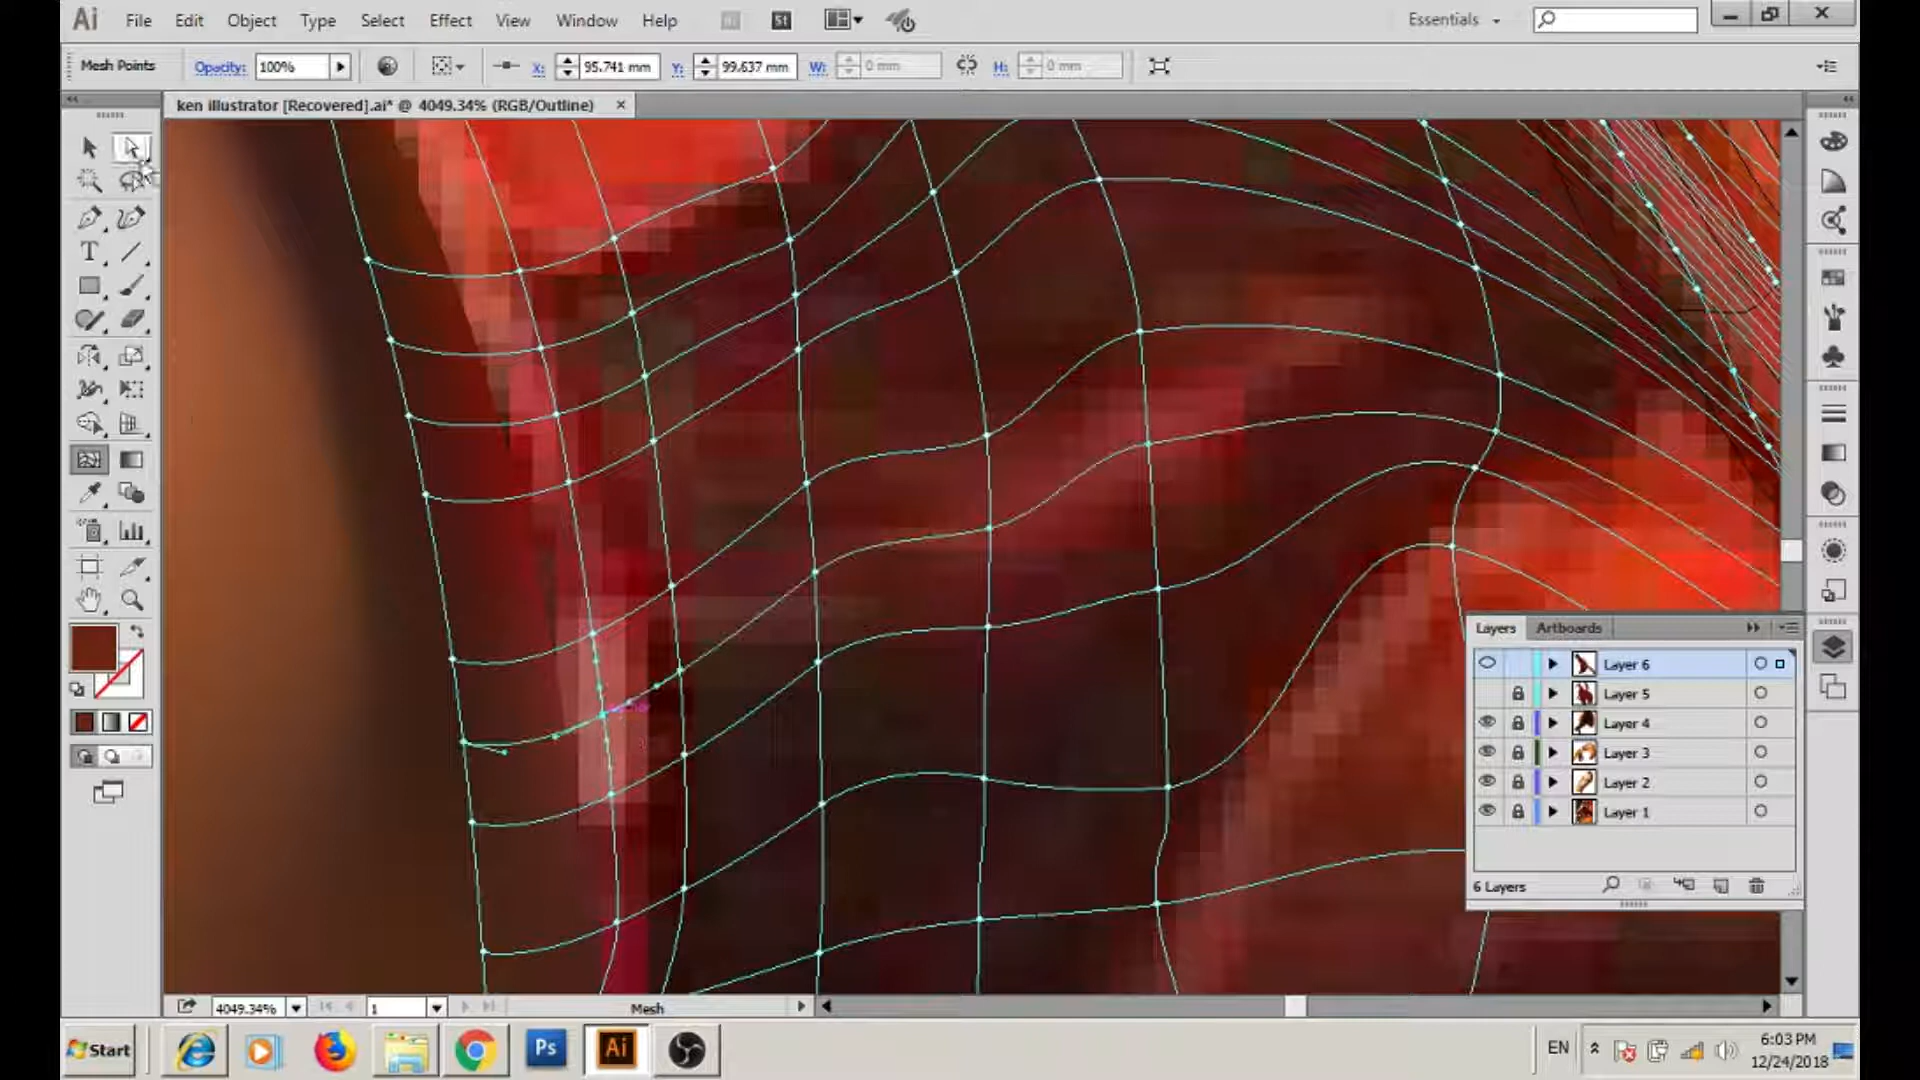 Ai File Edit Object Type Select Effect View Window Help St Essentials
Mesh Points Opacity: 100% X: 95.741 mm Y: 99.637 mm W: 0 mm H: 0 mm
ken illustrator [Recovered].ai* @ 4049.34% (RGB/Outline)
T
Layers Artboards
Layer 6
Layer 5
Layer 4
Layer 3
Layer 2
Layer 1
6 Layers
4049.34% 1 Mesh
Start Ps Ai EN 6:03 PM
12/24/2018